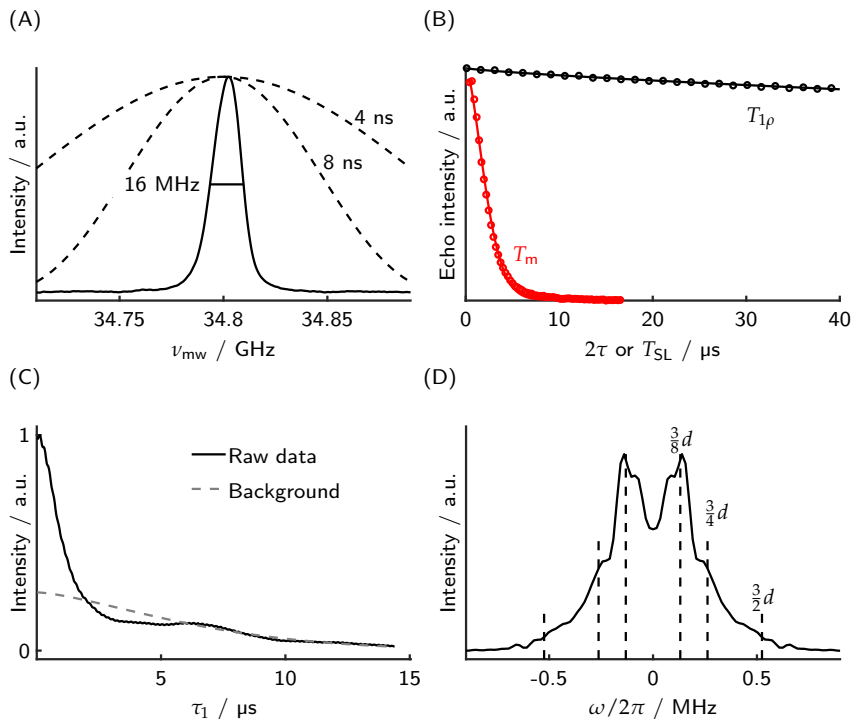 (A)
Intensity / a.u.
4 ns
8 ns
16 MHz
34.75
34.8
34.85
ν_mw / GHz
(B)
Echo intensity / a.u.
T_1ρ
T_m
0
10
20
30
40
2τ or T_SL / μs
(C)
Intensity / a.u.
1
0
Raw data
Background
5
10
15
τ_1 / μs
(D)
Intensity / a.u.
3/8 d
3/4 d
3/2 d
-0.5
0
0.5
ω/2π / MHz